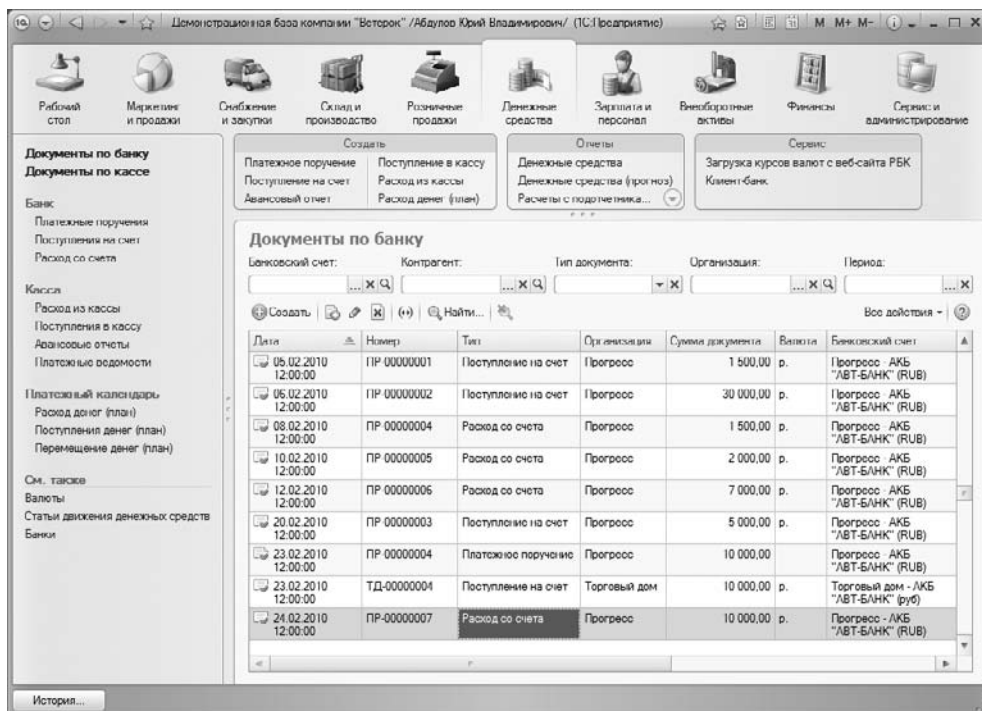 Демонстрационная база компании "Ветерок" /Абдулов Юрий Владимирович/ (1С:Предприятие)
M M+ M-
Рабочий стол
Маркетинг и продажи
Снабжение и закупки
Склад и производство
Розничные продажи
Денежные средства
Зарплата и персонал
Внеоборотные активы
Финансы
Сервис и администрирование
Документы по банку
Документы по кассе
Банк
Платежные поручения
Поступления на счет
Расход со счета
Касса
Расход из кассы
Поступления в кассу
Авансовые отчеты
Платежные ведомости
Платежный календарь
Расход денег (план)
Поступления денег (план)
Перемещение денег (план)
См. также
Валюты
Статьи движения денежных средств
Банки
Создать
Платежное поручение
Поступление в кассу
Поступление на счет
Расход из кассы
Авансовый отчет
Расход денег (план)
Отчеты
Денежные средства
Денежные средства (прогноз)
Расчеты с подотчетника...
Сервис
Загрузка курсов валют с веб-сайта РБК
Клиент-банк
Документы по банку
Банковский счет: Контрагент: Тип документа: Организация: Период:
Создать Найти... Все действия
Дата Номер Тип Организация Сумма документа Валюта Банковский счет
05.02.2010 ПР-00000001 Поступление на счет Прогресс 1 500,00 р. Прогресс - АКБ
12:00:00 "АВТ-БАНК" (RUB)
06.02.2010 ПР-00000002 Поступление на счет Прогресс 30 000,00 р. Прогресс - АКБ
12:00:00 "АВТ-БАНК" (RUB)
08.02.2010 ПР-00000004 Расход со счета Прогресс 1 500,00 р. Прогресс - АКБ
12:00:00 "АВТ-БАНК" (RUB)
10.02.2010 ПР-00000005 Расход со счета Прогресс 2 000,00 р. Прогресс - АКБ
12:00:00 "АВТ-БАНК" (RUB)
12.02.2010 ПР-00000006 Расход со счета Прогресс 7 000,00 р. Прогресс - АКБ
12:00:00 "АВТ-БАНК" (RUB)
20.02.2010 ПР-00000003 Поступление на счет Прогресс 5 000,00 р. Прогресс - АКБ
12:00:00 "АВТ-БАНК" (RUB)
23.02.2010 ПР-00000004 Платежное поручение Прогресс 10 000,00 Прогресс - АКБ
12:00:00 "АВТ-БАНК" (RUB)
23.02.2010 ТД-00000004 Поступление на счет Торговый дом 10 000,00 р. Торговый дом - АКБ
12:00:00 "АВТ-БАНК" (руб)
24.02.2010 ПР-00000007 Расход со счета Прогресс 10 000,00 р. Прогресс - АКБ
12:00:00 "АВТ-БАНК" (RUB)
История...